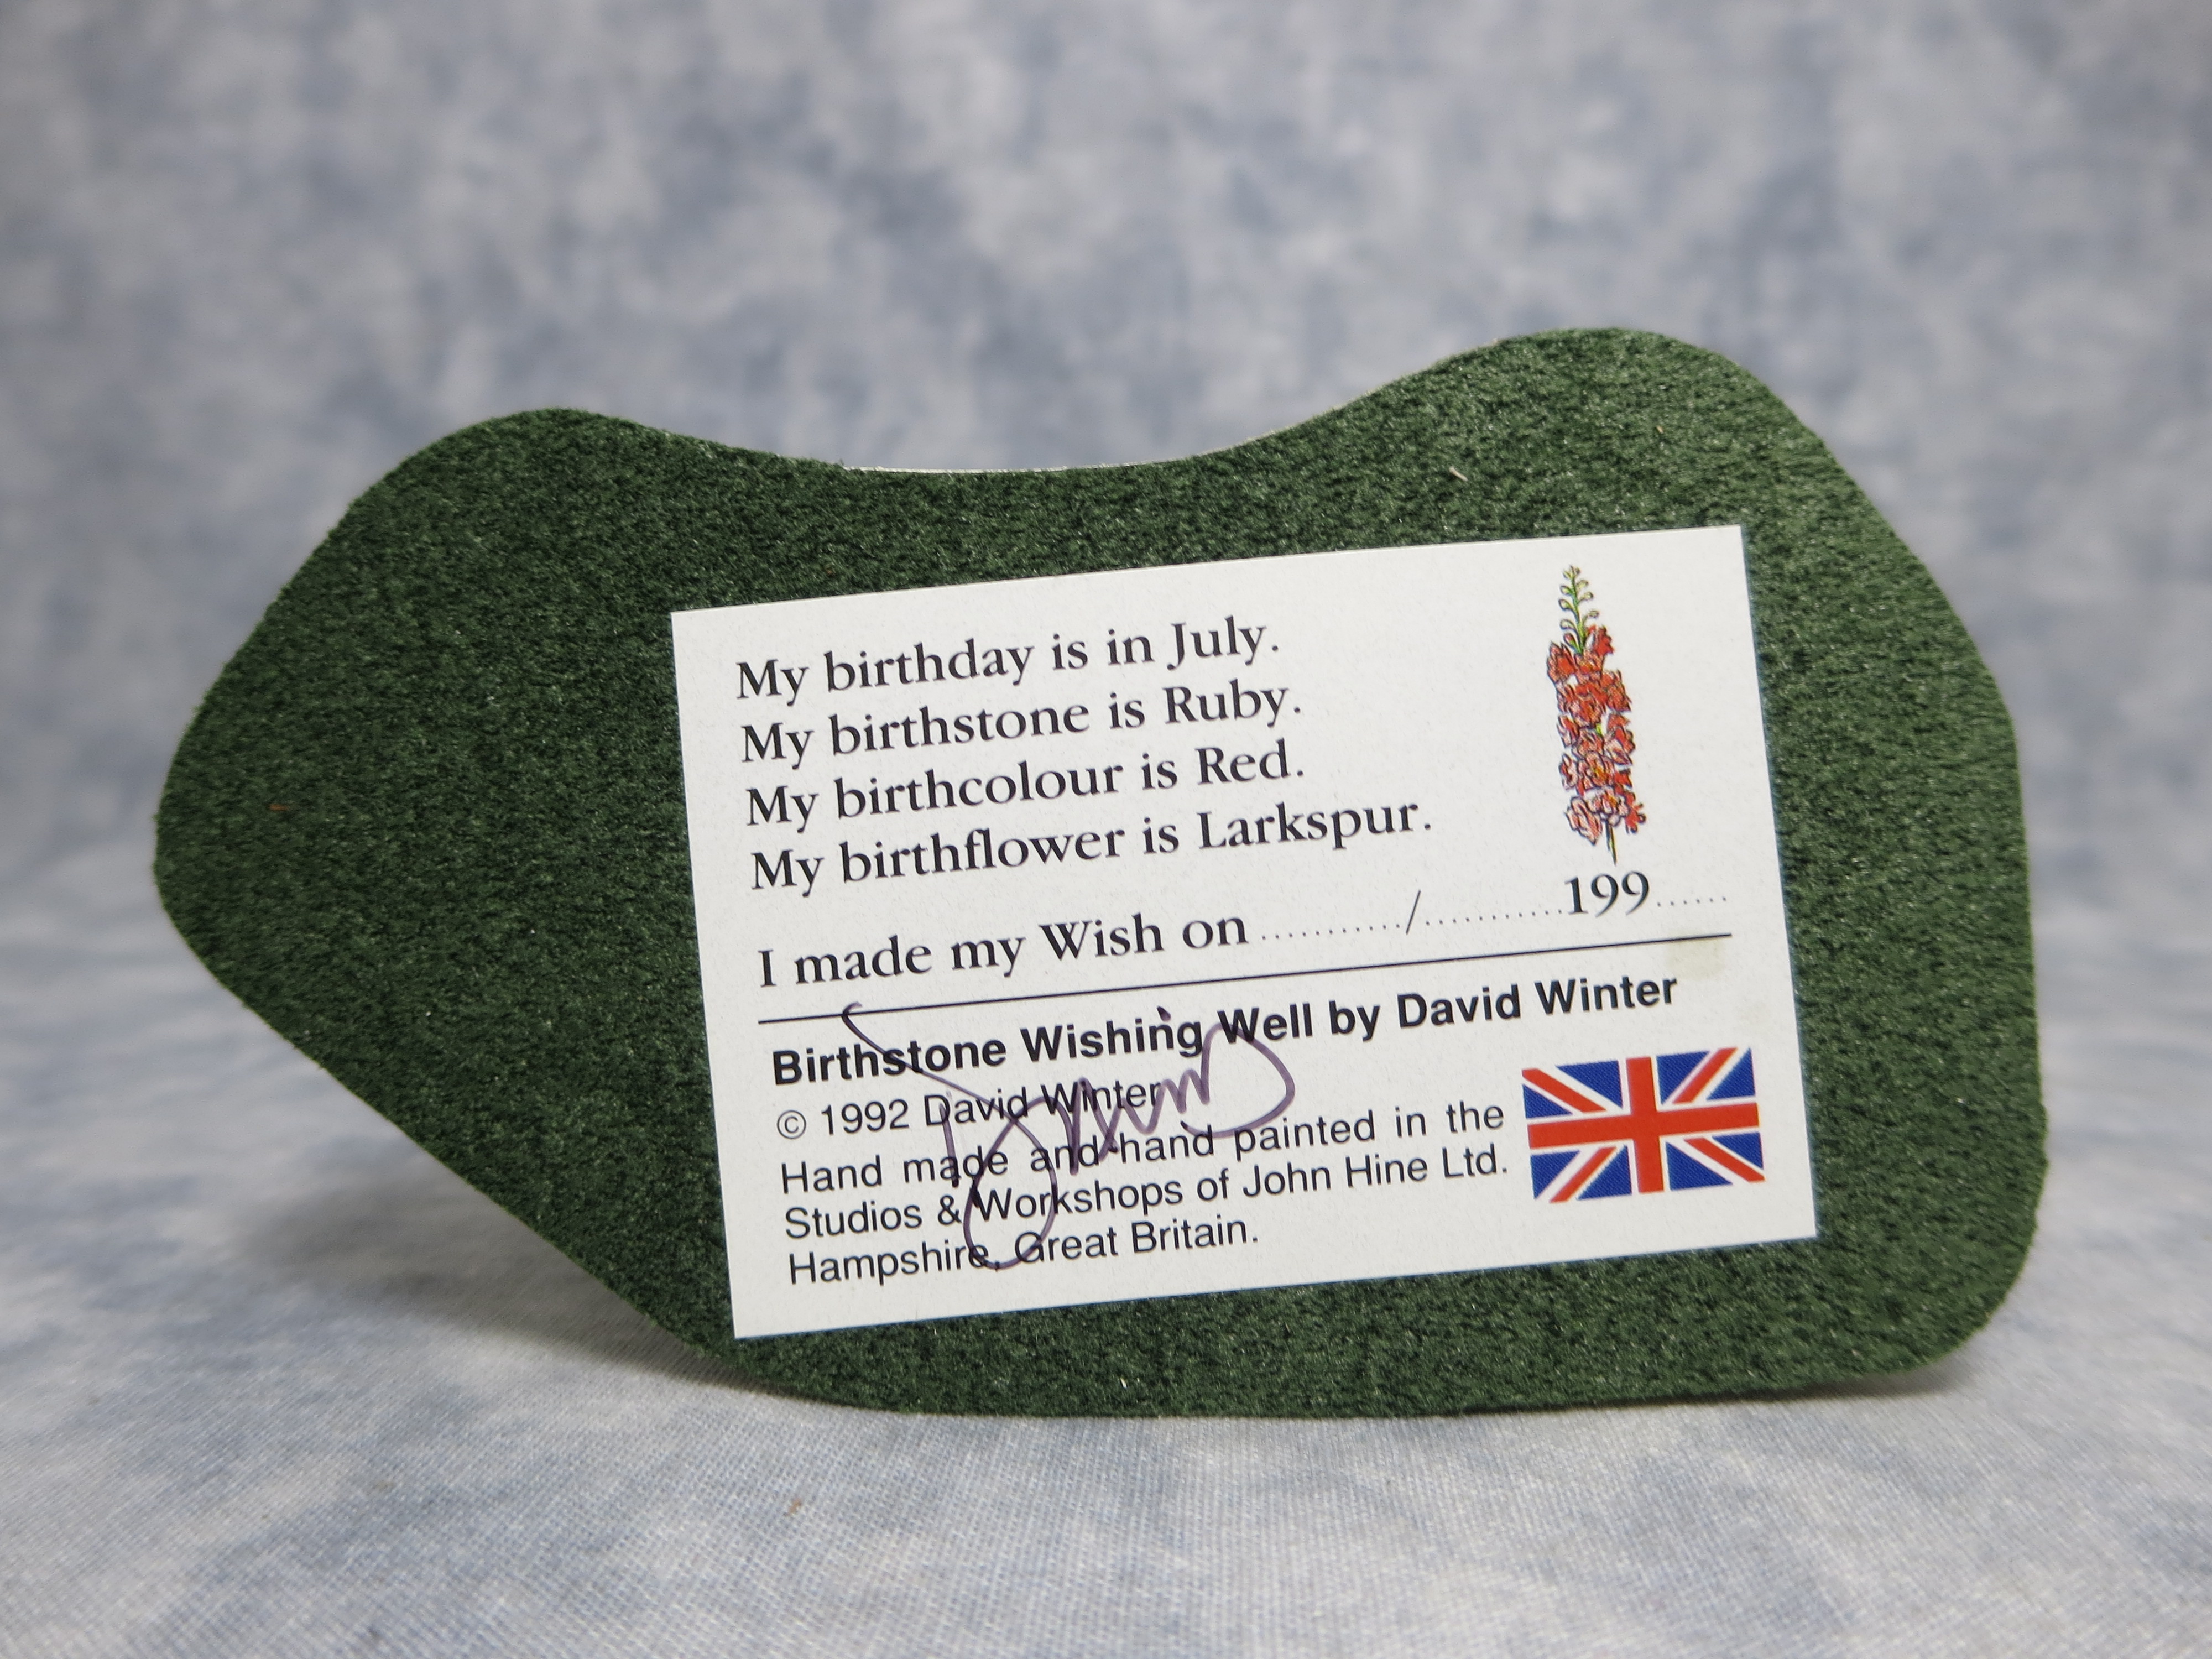 My birthday is in July.
My birthstone is Ruby.
My birthcolour is Red.
My birthflower is Larkspur.
I made my Wish on .........../............199......
Birthstone Wishing Well by David Winter
© 1992 David Winter
Hand made and hand painted in the
Studios & Workshops of John Hine Ltd.
Hampshire, Great Britain.